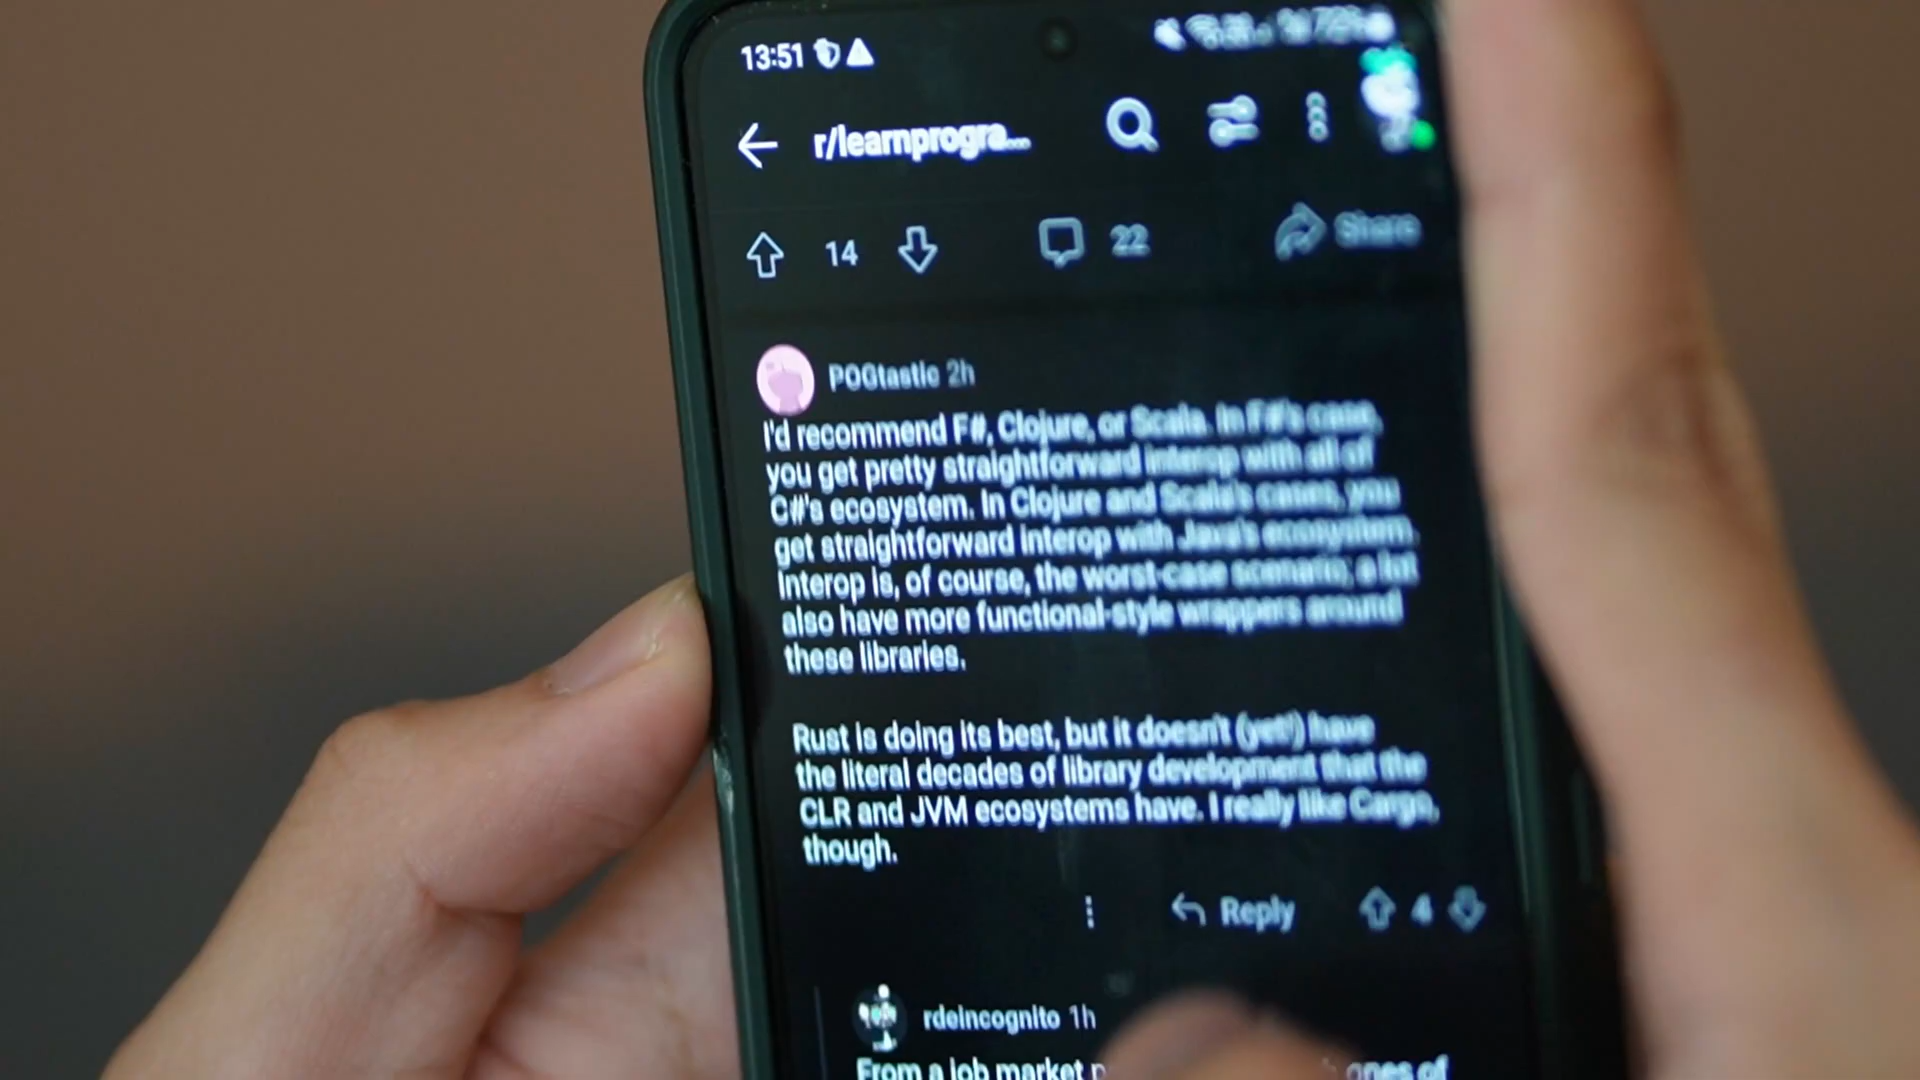 13:51
r/learnprogra...
14 22 Share
POGtastic 2h
I'd recommend F#, Clojure, or Scala. In F#'s case,
you get pretty straightforward interop with all of
C#'s ecosystem. In Clojure and Scala's cases, you
get straightforward interop with Java's ecosystem.
Interop is, of course, the worst-case scenario; a lot
also have more functional-style wrappers around
these libraries.
Rust is doing its best, but it doesn't (yet!) have
the literal decades of library development that the
CLR and JVM ecosystems have. I really like Cargo,
though.
Reply 4
rdeincognito 1h
From a job market ones of